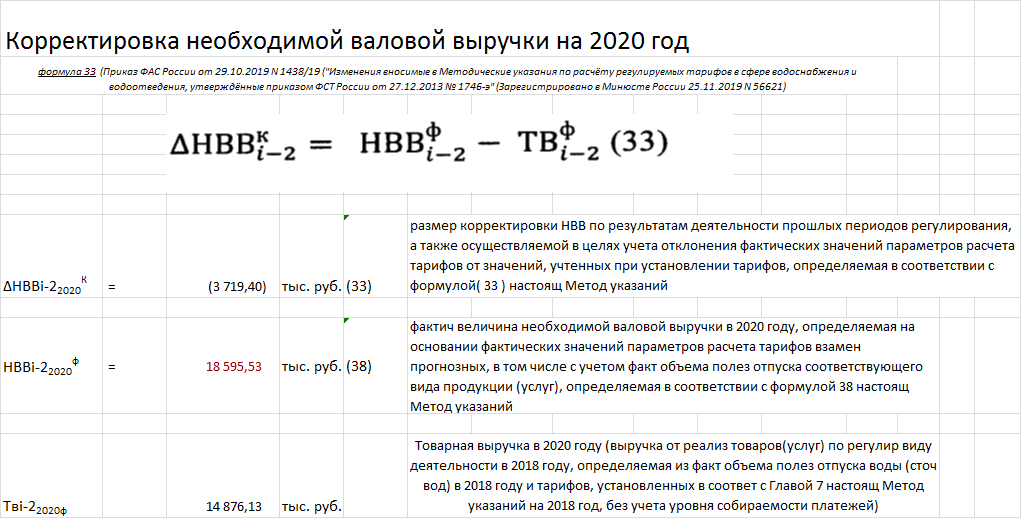 Корректировка необходимой валовой выручки на 2020 год
формула 33 (Приказ ФАС России от 29.10.2019 N 1438/19 ("Изменения вносимые в Методические указания по расчёту регулируемых тарифов в сфере водоснабжения и
водоотведения, утверждённые приказом ФСТ России от 27.12.2013 № 1746-э" (Зарегистрировано в Минюсте России 25.11.2019 N 56621)
ΔНВВᵏᵢ₋₂ = НВВᶲᵢ₋₂ − ТВᶲᵢ₋₂ (33)
размер корректировки НВВ по результатам деятельности прошлых периодов регулирования,
а также осуществляемой в целях учета отклонения фактических значений параметров расчета
тарифов от значений, учтенных при установлении тарифов, определяемая в соответствии с
формулой( 33 ) настоящ Метод указаний
ΔНВВi-2₂₀₂₀ᴷ = (3 719,40) тыс. руб. (33)
фактич величина необходимой валовой выручки в 2020 году, определяемая на
основании фактических значений параметров расчета тарифов взамен
прогнозных, в том числе с учетом факт объема полез отпуска соответствующего
вида продукции (услуг), определяемая в соответствии с формулой 38 настоящ
Метод указаний
НВВi-2₂₀₂₀ᶲ = 18 595,53 тыс. руб. (38)
Товарная выручка в 2020 году (выручка от реализ товаров(услуг) по регулир виду
деятельности в 2018 году, определяемая из факт объема полез отпуска воды (сточ
вод) в 2018 году и тарифов, установленных в соответ с Главой 7 настоящ Метод
указаний на 2018 год, без учета уровня собираемости платежей)
Твi-2₂₀₂₀ф 14 876,13 тыс. руб.